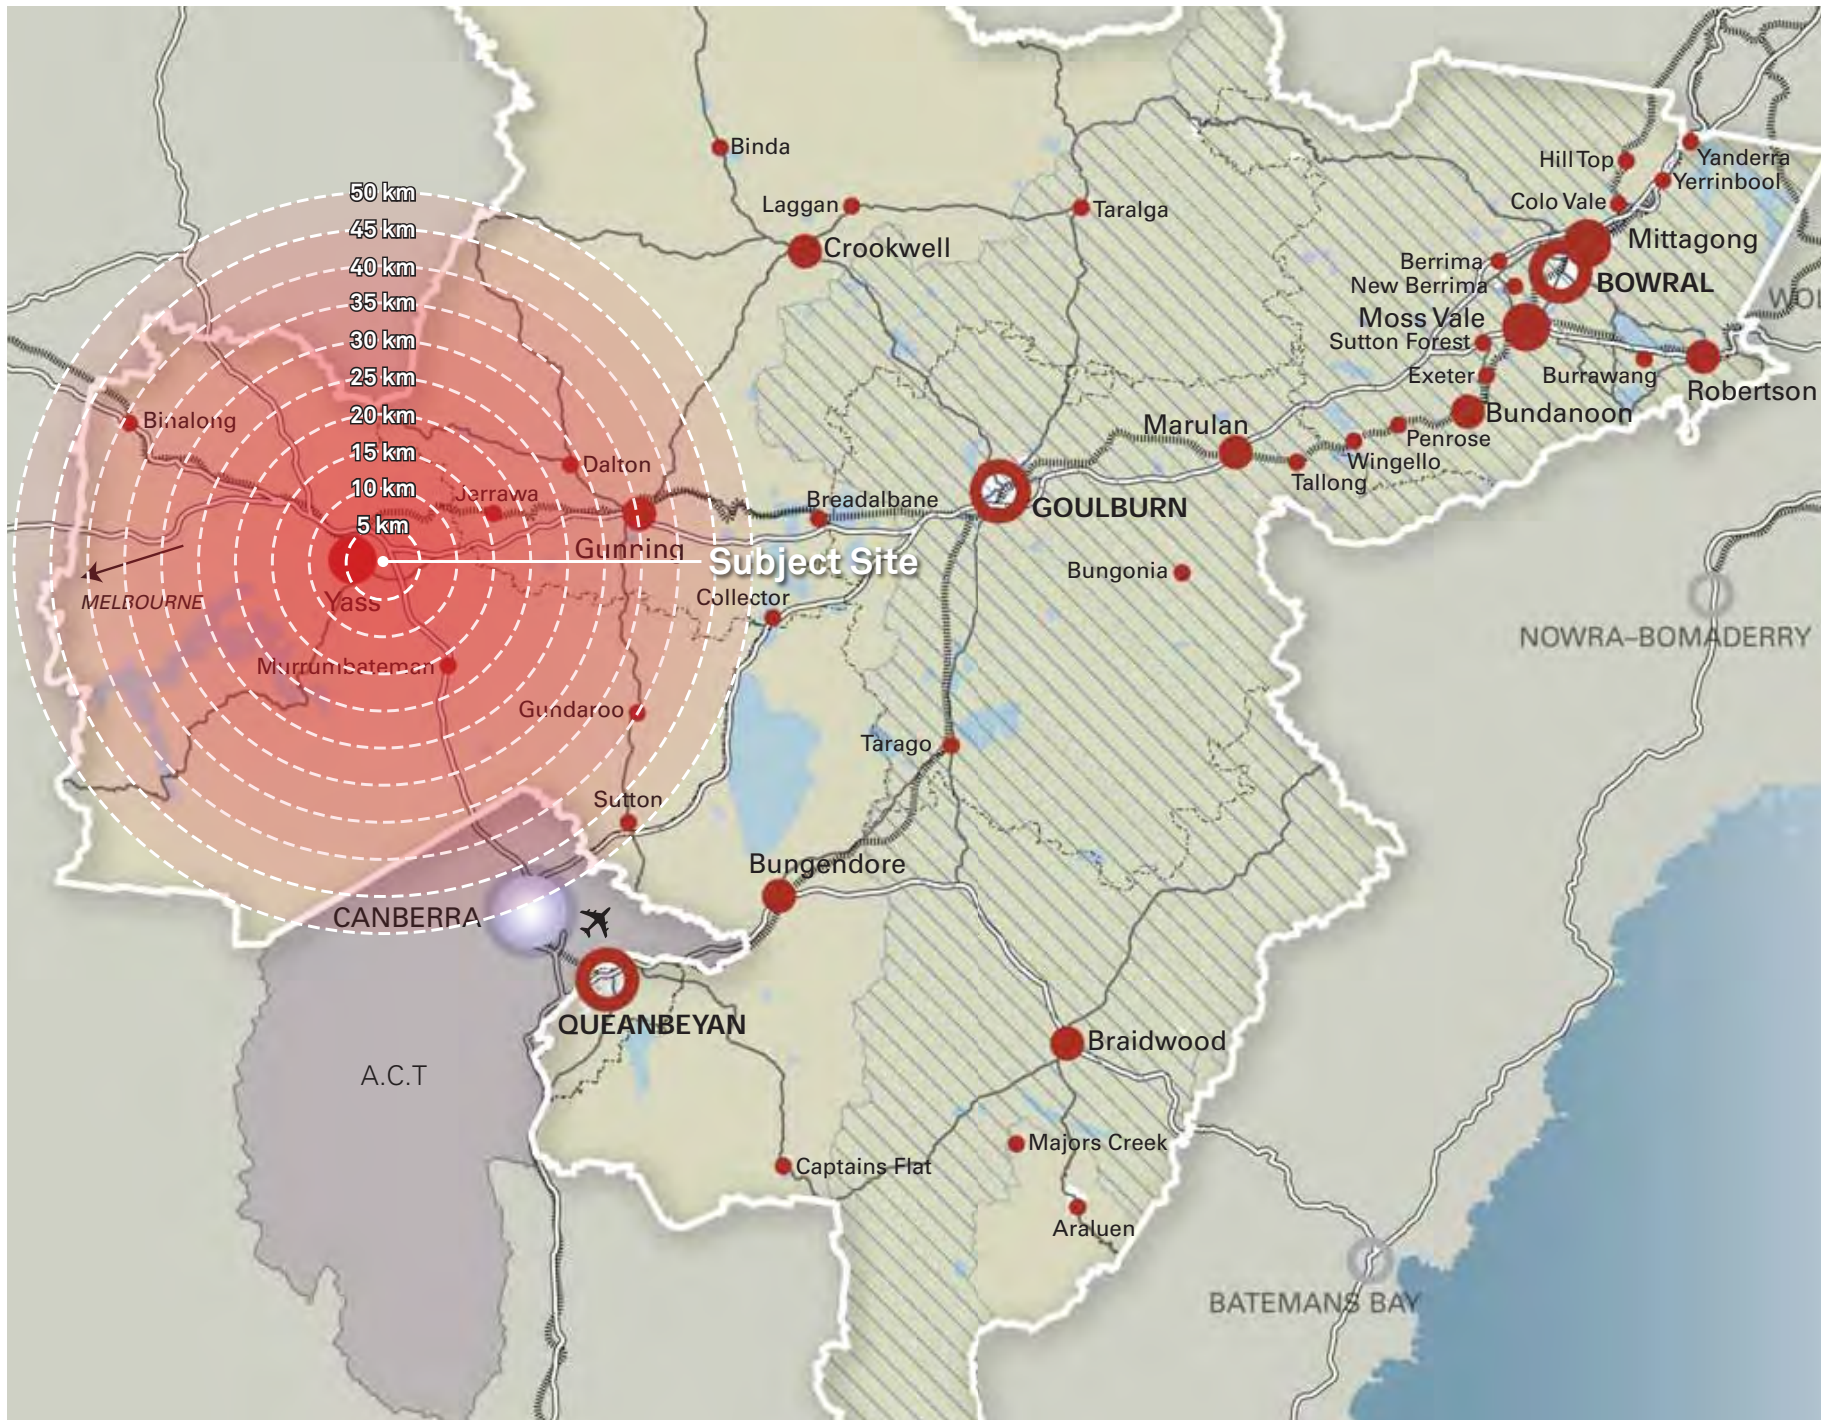 Binda
Hill Top
Yanderra
Yerrinbool
50 km
Laggan
Taralga
Colo Vale
45 km
Crookwell
Mittagong
40 km
Berrima
BOWRAL
New Berrima
35 km
Moss Vale
WOL
30 km
Sutton Forest
25 km
Exeter
Burrawang
Robertson
20 km
Binalong
Marulan
Bundanoon
Penrose
15 km
Dalton
Wingello
10 km
Jerrawa
Breadalbane
Tallong
5 km
GOULBURN
Gunning
Subject Site
Bungonia
MELBOURNE
Yass
Collector
NOWRA–BOMADERRY
Murrumbateman
Gundaroo
Tarago
Sutton
Bungendore
CANBERRA
QUEANBEYAN
Braidwood
A.C.T
Majors Creek
Captains Flat
Araluen
BATEMANS BAY